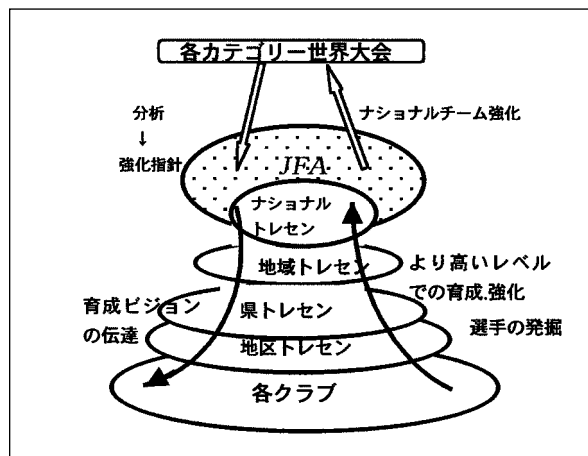 各カテゴリー世界大会
分析
↓
強化指針
ナショナルチーム強化
JFA
ナショナル
トレセン
地域トレセン
より高いレベル
での育成.強化
育成ビジョン
の伝達
県トレセン
選手の発掘
地区トレセン
各クラブ